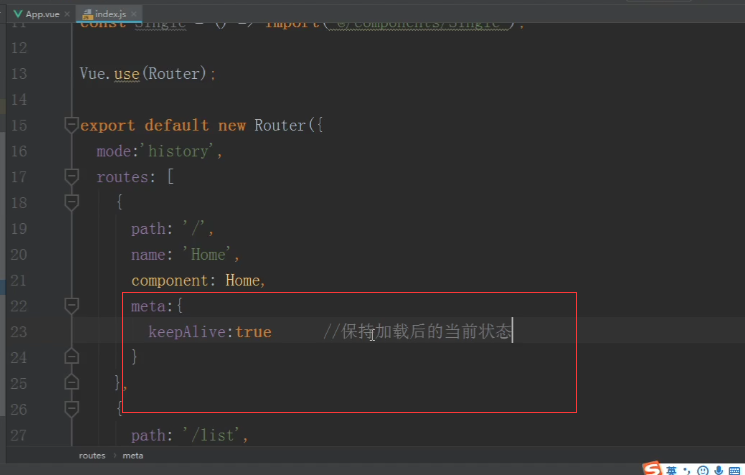 App.vue
index.js
11 const Single = () => import('@/components/Single');
12
13 Vue.use(Router);
14
15 export default new Router({
16 mode:'history',
17 routes: [
18 {
19 path: '/',
20 name: 'Home',
21 component: Home,
22 meta:{
23 keepAlive:true //保持加载后的当前状态
24 }
25 },
26 {
27 path: '/list',
routes › meta
S 英